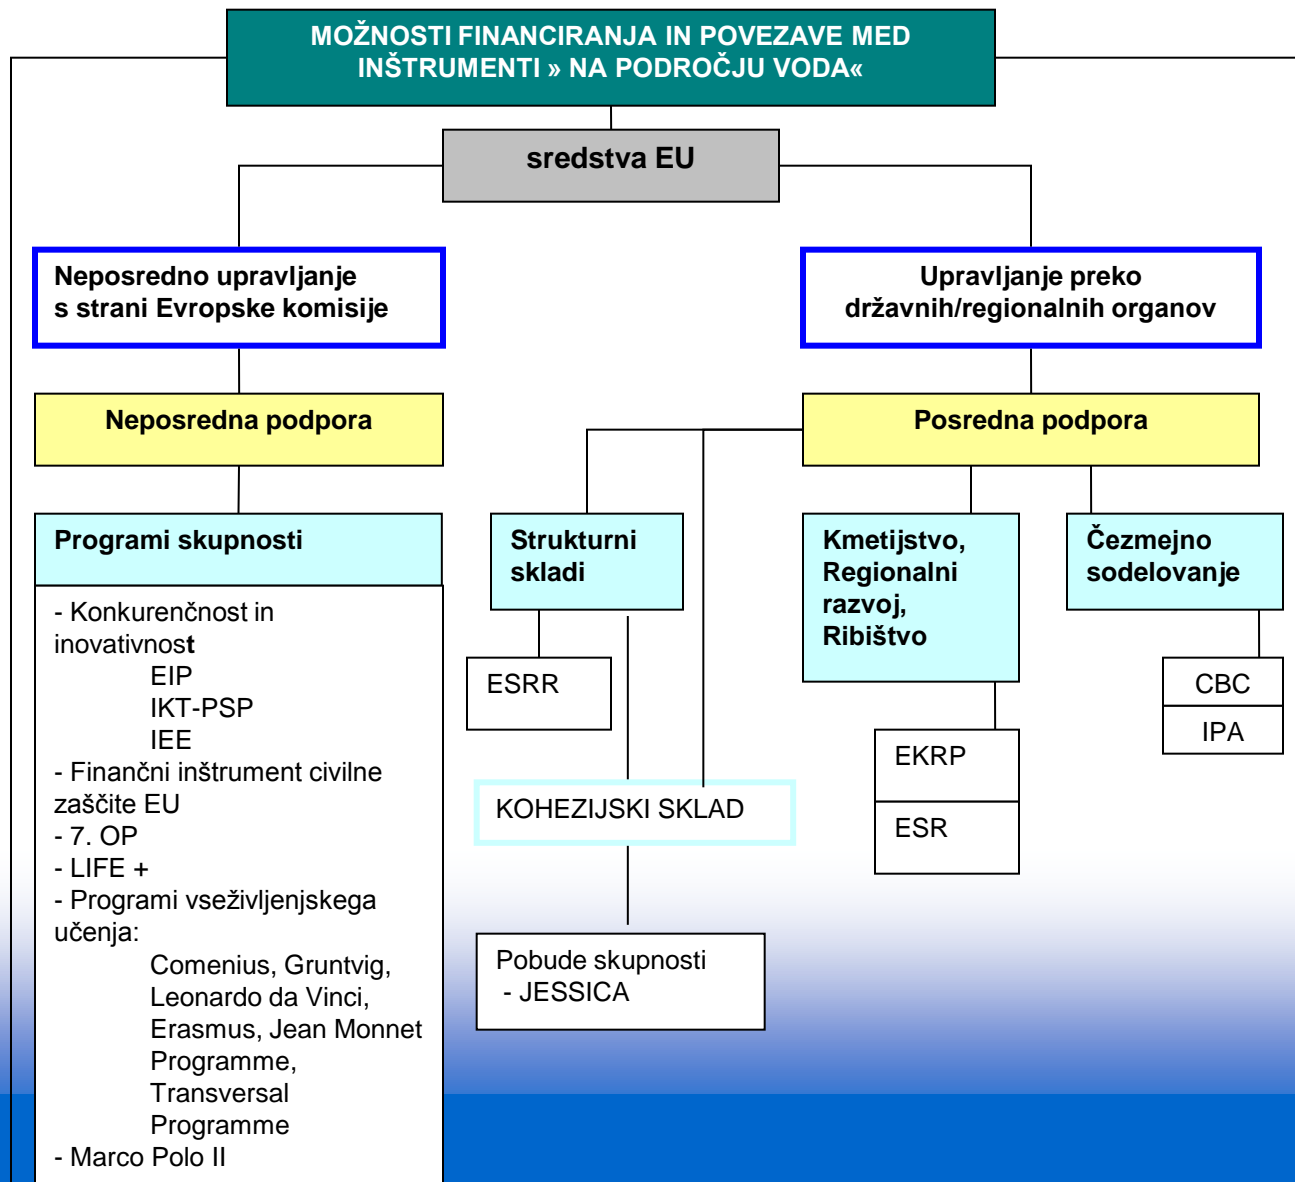 MOŽNOSTI FINANCIRANJA IN POVEZAVE MED
INŠTRUMENTI » NA PODROČJU VODA«
sredstva EU
Neposredno upravljanje
s strani Evropske komisije
Upravljanje preko
državnih/regionalnih organov
Neposredna podpora
Posredna podpora
Programi skupnosti
- Konkurenčnost in
inovativnost
EIP
IKT-PSP
IEE
- Finančni inštrument civilne
zaščite EU
- 7. OP
- LIFE +
- Programi vseživljenjskega
učenja:
Comenius, Gruntvig,
Leonardo da Vinci,
Erasmus, Jean Monnet
Programme,
Transversal
Programme
- Marco Polo II
Strukturni
skladi
ESRR
KOHEZIJSKI SKLAD
Pobude skupnosti
- JESSICA
Kmetijstvo,
Regionalni
razvoj,
Ribištvo
EKRP
ESR
Čezmejno
sodelovanje
CBC
IPA